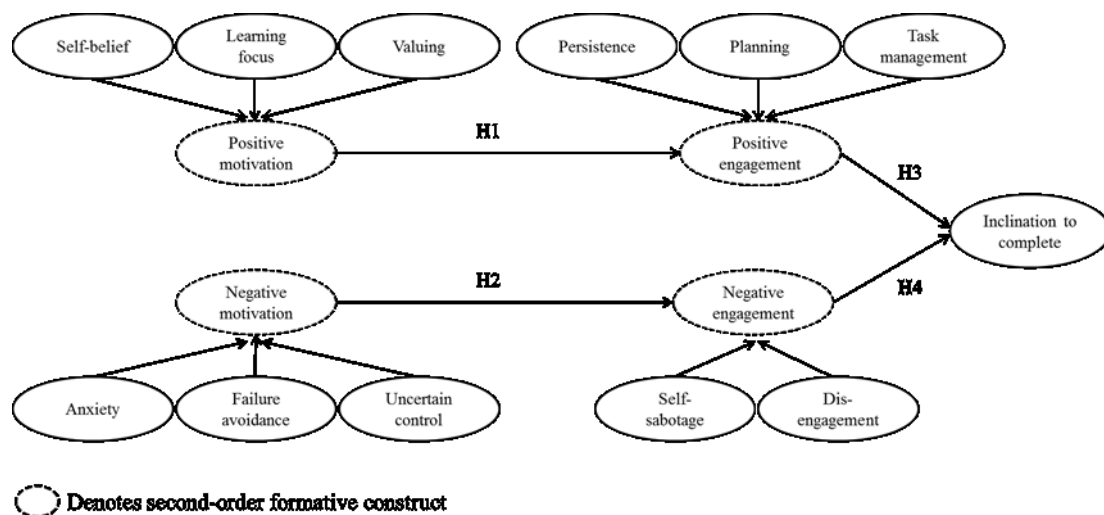 Self-belief
Learning
focus
Valuing
Persistence
Planning
Task
management
Positive
motivation
H1
Positive
engagement
H3
Inclination to
complete
Negative
motivation
H2
Negative
engagement
H4
Anxiety
Failure
avoidance
Uncertain
control
Self-
sabotage
Dis-
engagement
Denotes second-order formative construct